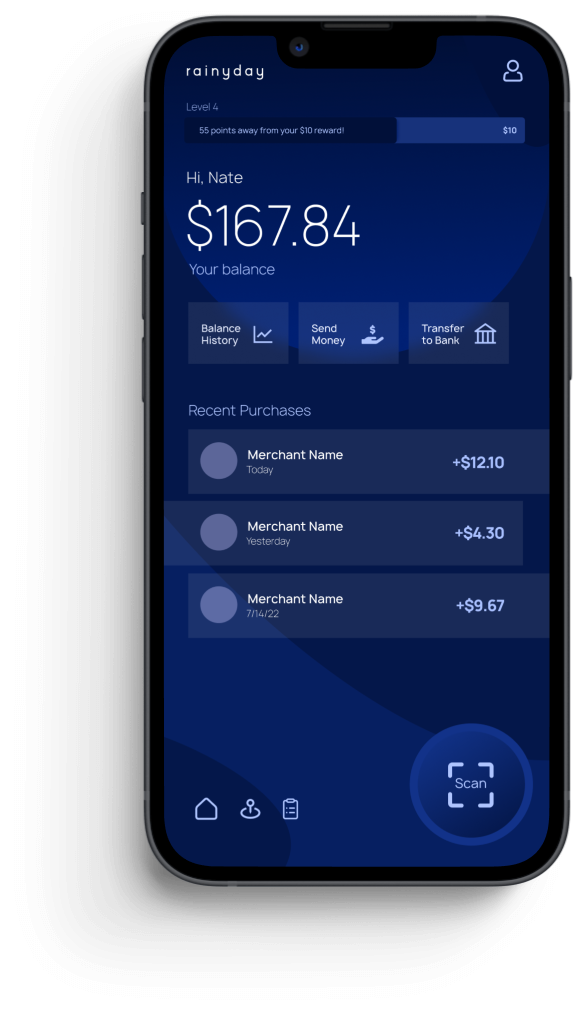 rainyday
Level 4
55 points away from your $10 reward!
$10
Hi, Nate
$167.84
Your balance
Balance
History
Send
Money
Transfer
to Bank
Recent Purchases
Merchant Name
Today
+$12.10
Merchant Name
Yesterday
+$4.30
Merchant Name
7/14/22
+$9.67
Scan